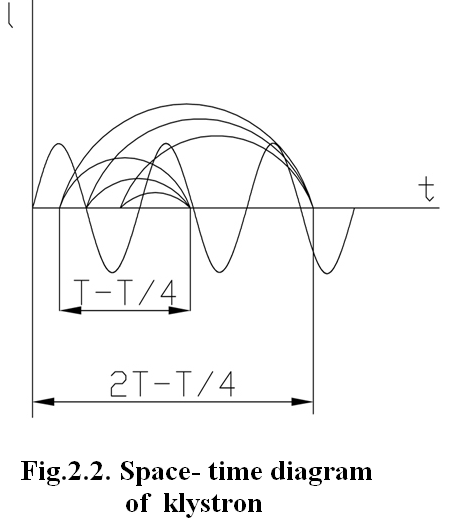 l
t
T-T/4
2T-T/4
Fig.2.2. Space- time diagram
of klystron